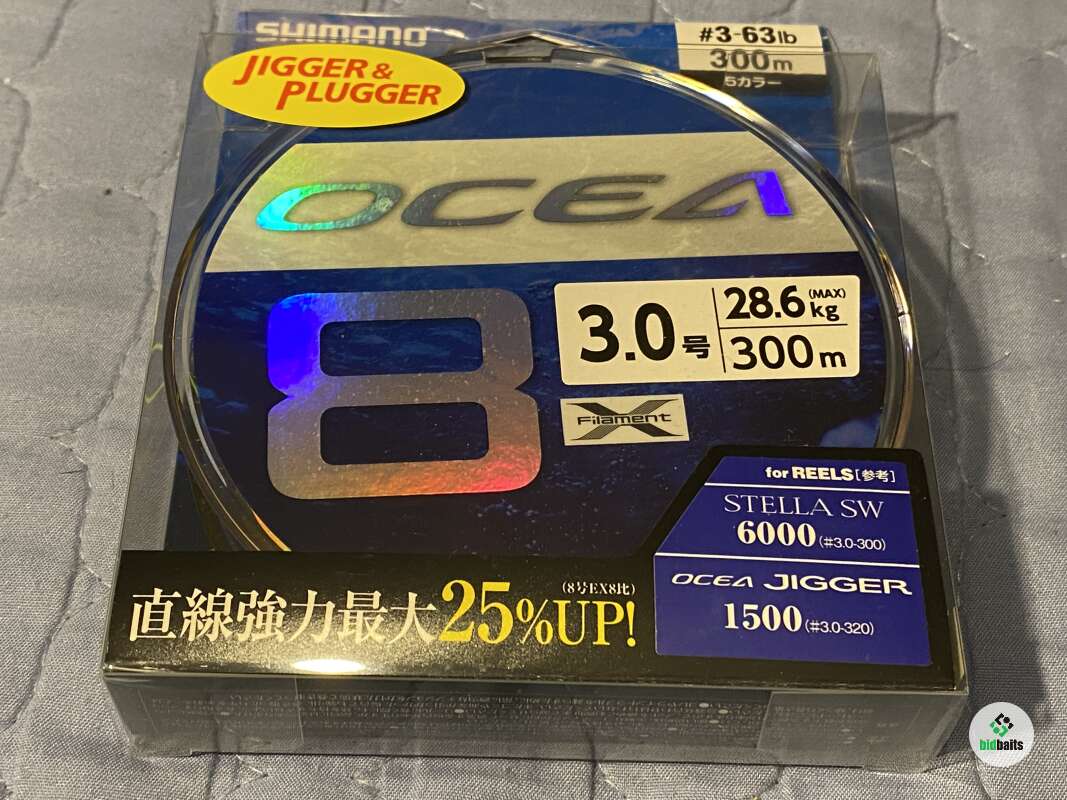 SHIMANO
#3-63lb
300m
5カラー
JIGGER &
PLUGGER
OCEA
8
3.0号
28.6kg (MAX)
300m
X Filament
for REELS [参考]
STELLA SW
6000 (#3.0-300)
OCEA JIGGER
1500 (#3.0-320)
(8号EX8比)
直線強力最大25%UP!
bidbaits